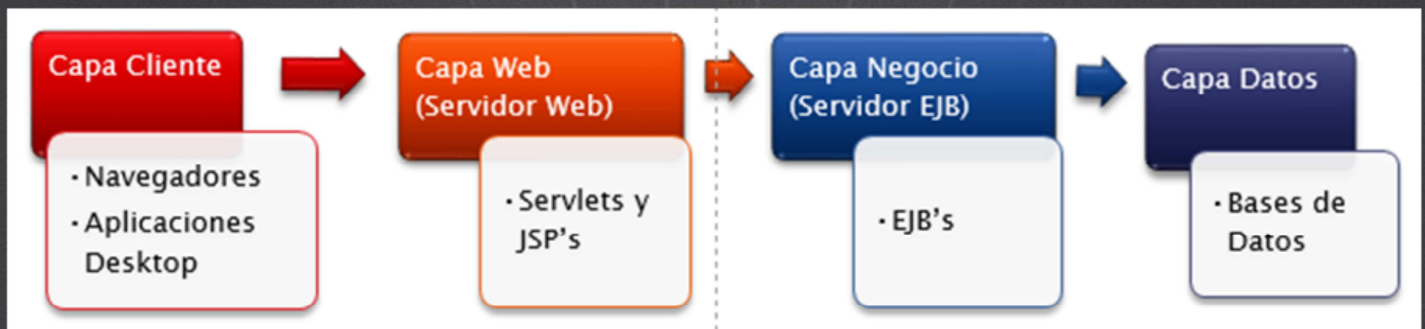 Capa Cliente
· Navegadores
· Aplicaciones
Desktop
Capa Web
(Servidor Web)
· Servlets y
JSP's
Capa Negocio
(Servidor EJB)
· EJB's
Capa Datos
· Bases de
Datos